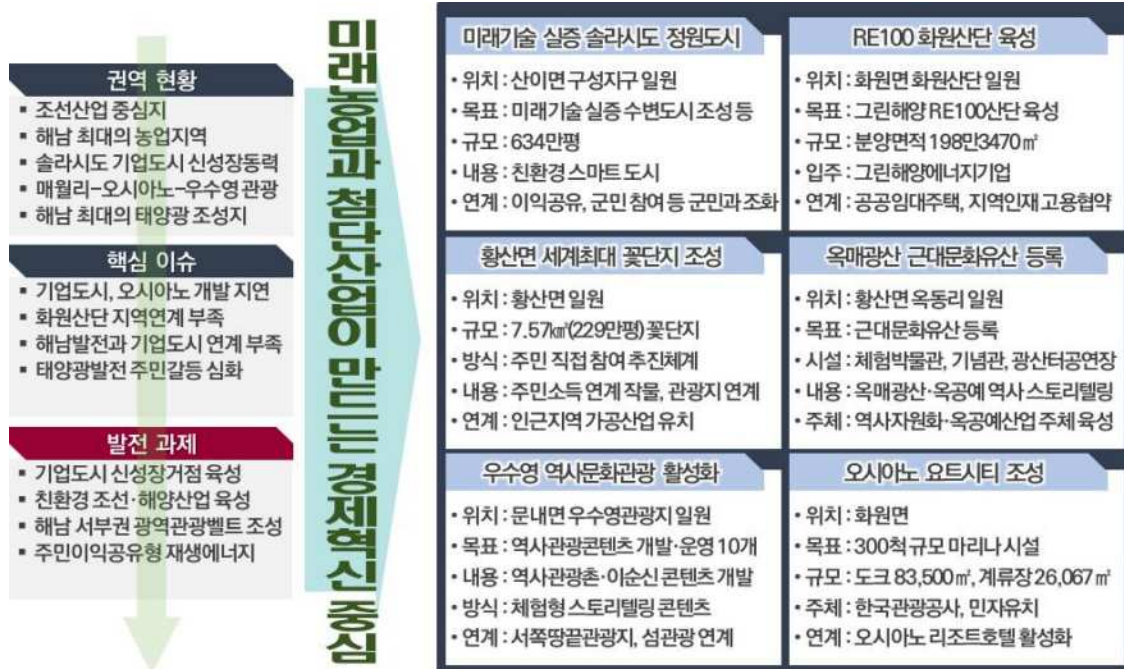 권역 현황
▪ 조선산업 중심지
▪ 해남 최대의 농업지역
▪ 솔라시도 기업도시 신성장동력
▪ 매월리-오시아노-우수영 관광
▪ 해남 최대의 태양광 조성지
핵심 이슈
▪ 기업도시, 오시아노 개발 지연
▪ 화원산단 지역연계 부족
▪ 해남발전과 기업도시 연계 부족
▪ 태양광발전 주민갈등 심화
발전 과제
▪ 기업도시 신성장거점 육성
▪ 친환경 조선·해양산업 육성
▪ 해남 서부권 광역관광벨트 조성
▪ 주민이익공유형 재생에너지
미래농업과 첨단산업이 만드는 경제혁신 중심
미래기술 실증 솔라시도 정원도시
• 위치 : 산이면 구성지구 일원
• 목표 : 미래기술 실증 수변도시 조성 등
• 규모 : 634만평
• 내용 : 친환경 스마트 도시
• 연계 : 이익공유, 군민 참여 등 군민과 조화
RE100 화원산단 육성
• 위치 : 화원면 화원산단 일원
• 목표 : 그린해양 RE100산단 육성
• 규모 : 분양면적 198만3470㎡
• 입주 : 그린해양에너지기업
• 연계 : 공공임대주택, 지역인재 고용협약
황산면 세계최대 꽃단지 조성
• 위치 : 황산면 일원
• 규모 : 7.57㎢(229만평) 꽃단지
• 방식 : 주민 직접 참여 추진체계
• 내용 : 주민소득 연계 작물, 관광지 연계
• 연계 : 인근지역 가공산업 유치
옥매광산 근대문화유산 등록
• 위치 : 황산면 옥동리 일원
• 목표 : 근대문화유산 등록
• 시설 : 체험박물관, 기념관, 광산터공연장
• 내용 : 옥매광산·옥공예 역사 스토리텔링
• 주체 : 역사자원화·옥공예산업 주체 육성
우수영 역사문화관광 활성화
• 위치 : 문내면 우수영관광지 일원
• 목표 : 역사관광콘텐츠 개발·운영 10개
• 내용 : 역사관광촌·이순신 콘텐츠 개발
• 방식 : 체험형 스토리텔링 콘텐츠
• 연계 : 서쪽땅끝관광지, 섬관광 연계
오시아노 요트시티 조성
• 위치 : 화원면
• 목표 : 300척 규모 마리나 시설
• 규모 : 도크 83,500㎡, 계류장 26,067㎡
• 주체 : 한국관광공사, 민자유치
• 연계 : 오시아노 리조트호텔 활성화